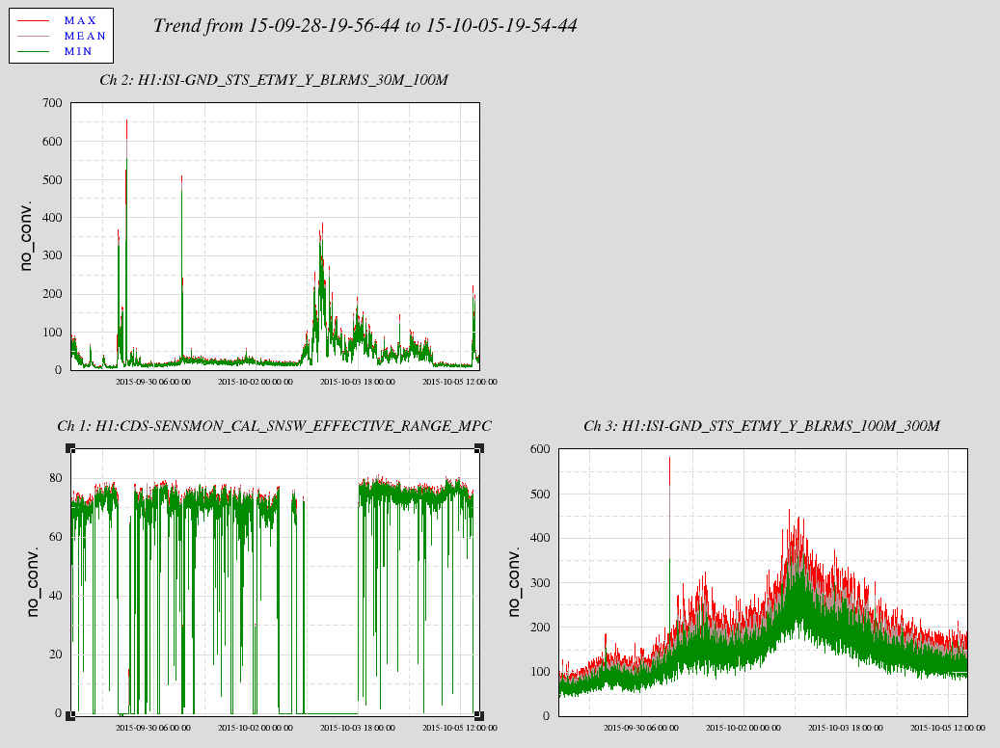 MAX
MEAN
MIN
Trend from 15-09-28-19-56-44 to 15-10-05-19-54-44
Ch 2: H1:ISI-GND_STS_ETMY_Y_BLRMS_30M_100M
700
600
500
400
300
200
100
0
no_conv.
2015-09-30 06:00:00 2015-10-02 00:00:00 2015-10-03 18:00:00 2015-10-05 12:00:00
Ch 1: H1:CDS-SENSMON_CAL_SNSW_EFFECTIVE_RANGE_MPC
80
60
40
20
0
no_conv.
2015-09-30 06:00:00 2015-10-02 00:00:00 2015-10-03 18:00:00 2015-10-05 12:00:00
Ch 3: H1:ISI-GND_STS_ETMY_Y_BLRMS_100M_300M
600
500
400
300
200
100
0
no_conv.
2015-09-30 06:00:00 2015-10-02 00:00:00 2015-10-03 18:00:00 2015-10-05 12:00:00